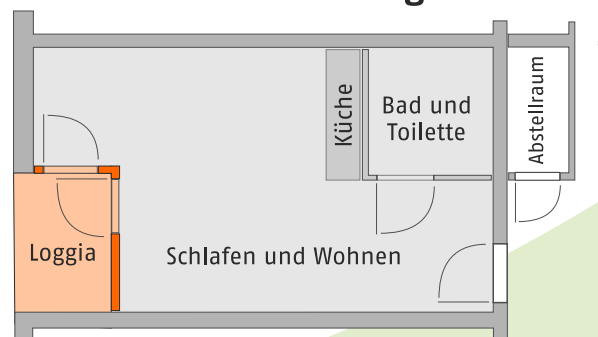 Küche
Bad und
Toilette
Abstellraum
Loggia
Schlafen und Wohnen